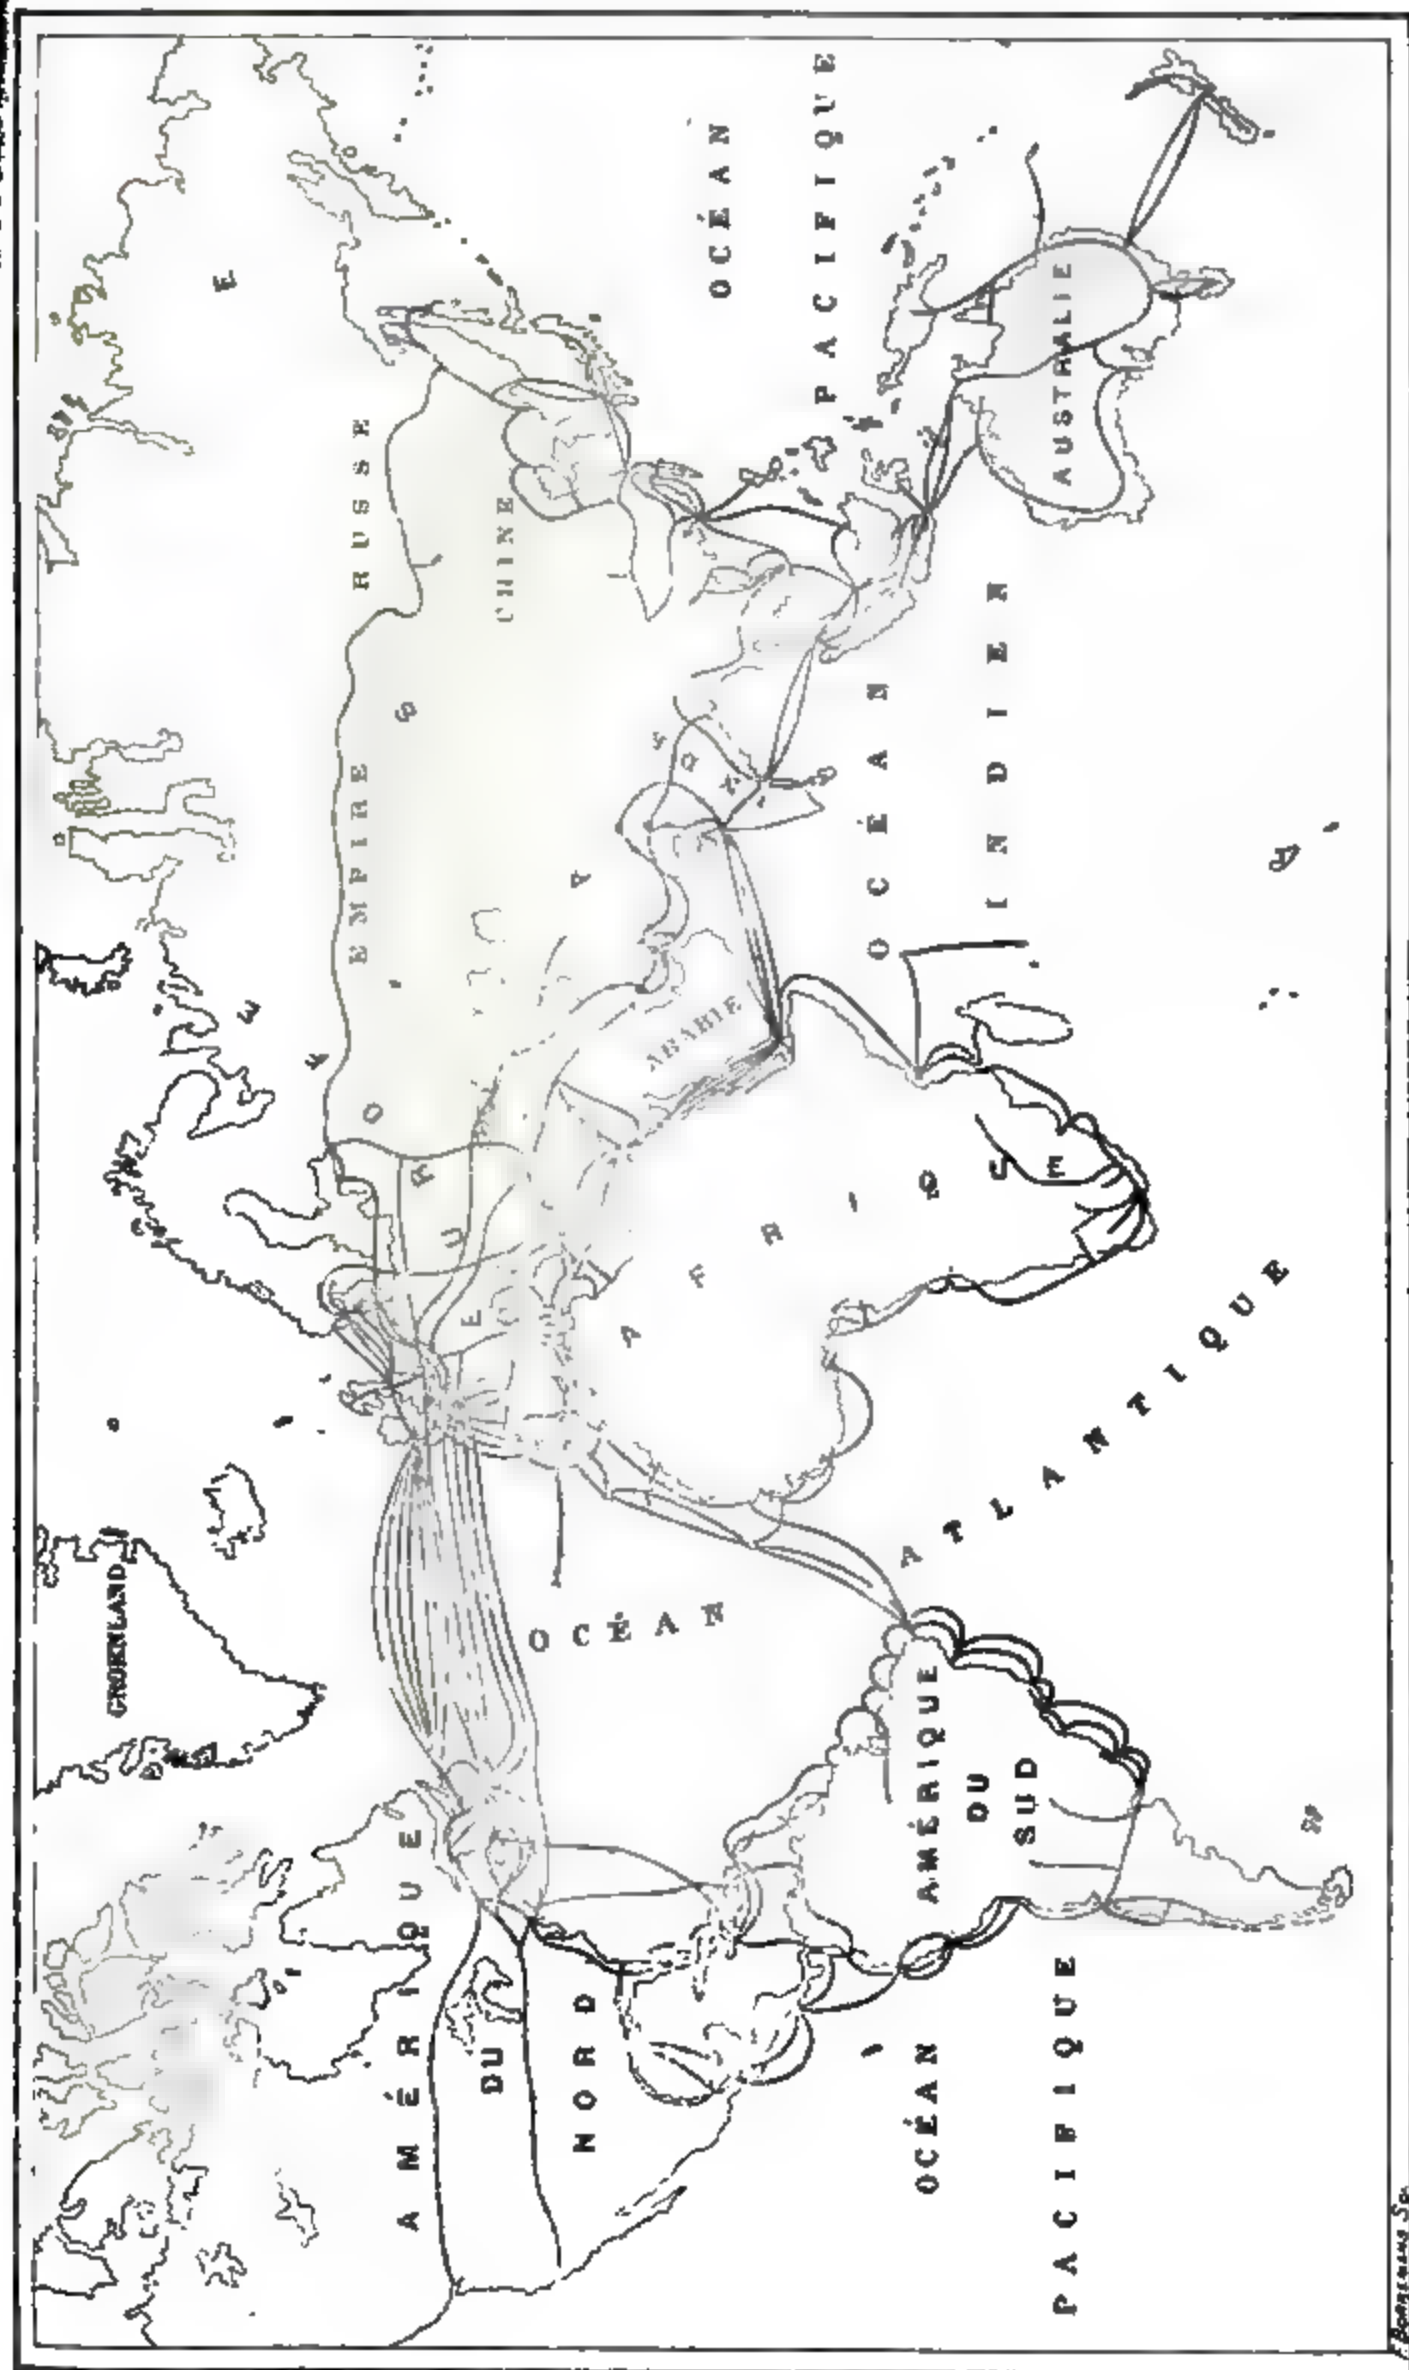 GROENLAND
AMÉRIQUE
DU
NORD
OCÉAN
ATLANTIQUE
AMÉRIQUE
DU
SUD
OCÉAN
PACIFIQUE
EUROPE
AFRIQUE
ARABIE
EMPIRE RUSSE
CHINE
OCÉAN
INDIEN
OCÉAN
PACIFIQUE
AUSTRALIE